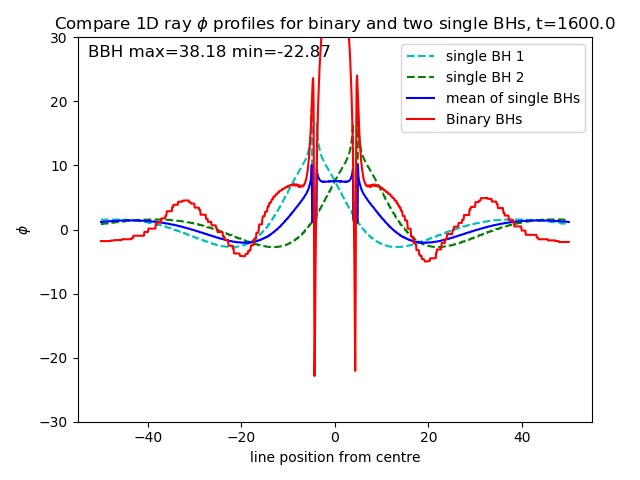 Compare 1D ray ϕ profiles for binary and two single BHs, t=1600.0
BBH max=38.18 min=-22.87
single BH 1
single BH 2
mean of single BHs
Binary BHs
30
20
10
0
−10
−20
−30
ϕ
−40
−20
0
20
40
line position from centre